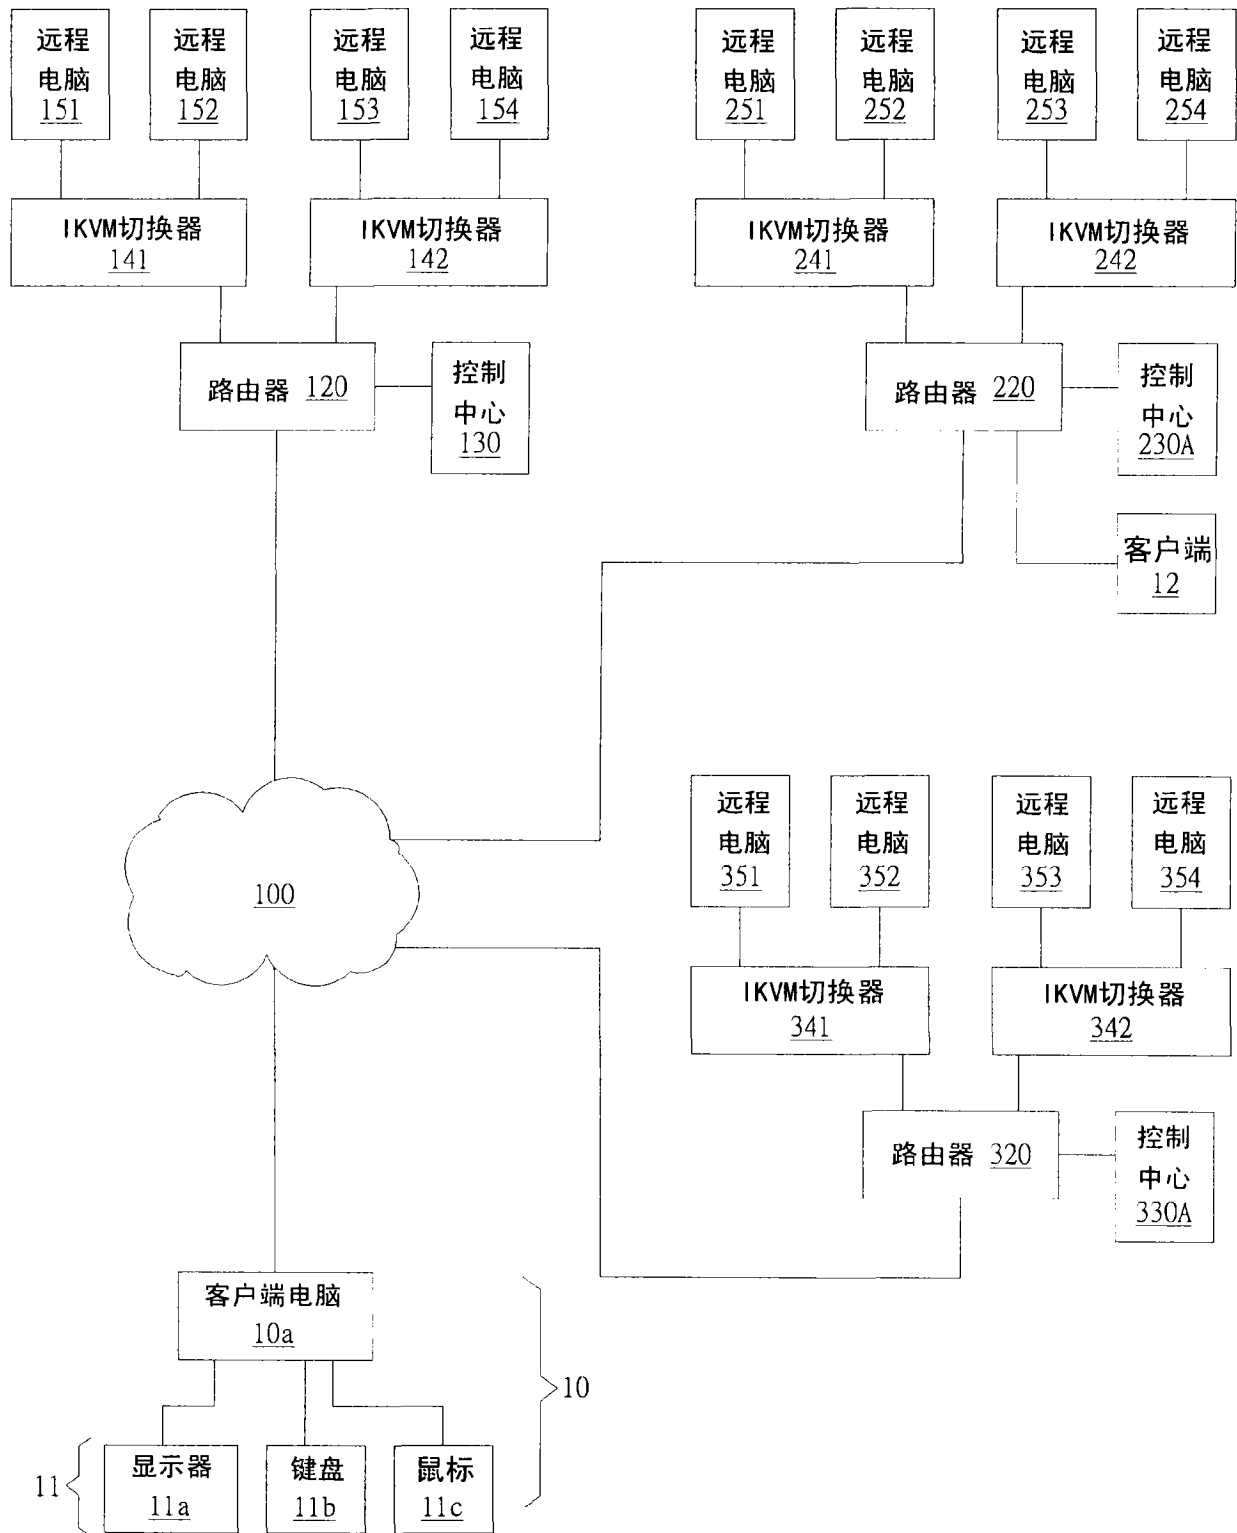 远程
电脑
151
远程
电脑
152
远程
电脑
153
远程
电脑
154
IKVM切换器
141
IKVM切换器
142
路由器 120
控制
中心
130
远程
电脑
251
远程
电脑
252
远程
电脑
253
远程
电脑
254
IKVM切换器
241
IKVM切换器
242
路由器 220
控制
中心
230A
客户端
12
100
远程
电脑
351
远程
电脑
352
远程
电脑
353
远程
电脑
354
IKVM切换器
341
IKVM切换器
342
路由器 320
控制
中心
330A
客户端电脑
10a
10
11
显示器
11a
键盘
11b
鼠标
11c